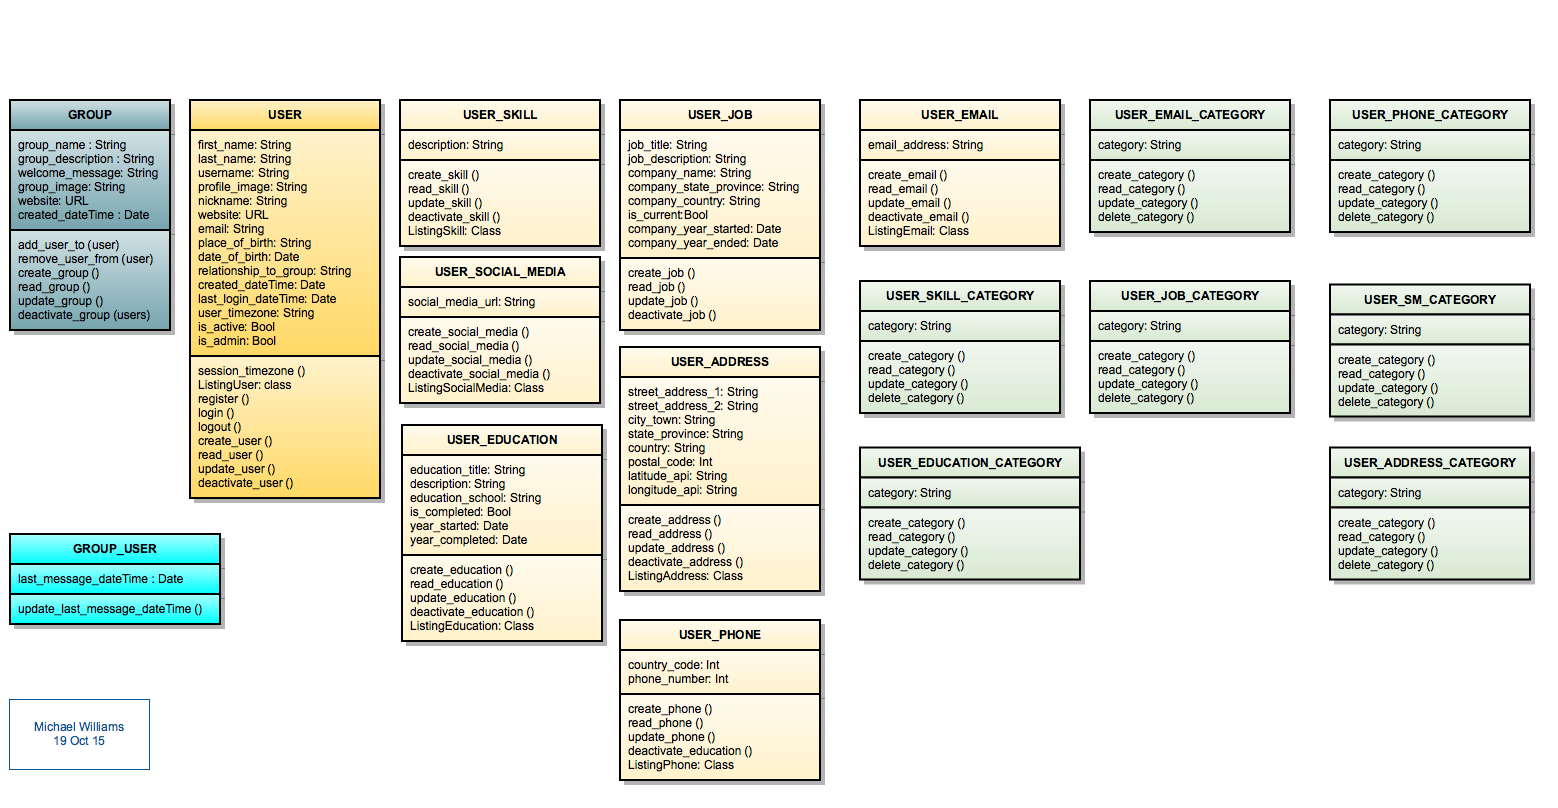 GROUP
group_name : String
group_description : String
welcome_message: String
group_image: String
website: URL
created_dateTime : Date
add_user_to (user)
remove_user_from (user)
create_group ()
read_group ()
update_group ()
deactivate_group (users)
USER
first_name: String
last_name: String
username: String
profile_image: String
nickname: String
website: URL
email: String
place_of_birth: String
date_of_birth: Date
relationship_to_group: String
created_dateTime: Date
last_login_dateTime: Date
user_timezone: String
is_active: Bool
is_admin: Bool
session_timezone ()
ListingUser: class
register ()
login ()
logout ()
create_user ()
read_user ()
update_user ()
deactivate_user ()
GROUP_USER
last_message_dateTime : Date
update_last_message_dateTime ()
Michael Williams
19 Oct 15
USER_SKILL
description: String
create_skill ()
read_skill ()
update_skill ()
deactivate_skill ()
ListingSkill: Class
USER_SOCIAL_MEDIA
social_media_url: String
create_social_media ()
read_social_media ()
update_social_media ()
deactivate_social_media ()
ListingSocialMedia: Class
USER_EDUCATION
education_title: String
description: String
education_school: String
is_completed: Bool
year_started: Date
year_completed: Date
create_education ()
read_education ()
update_education ()
deactivate_education ()
ListingEducation: Class
USER_JOB
job_title: String
job_description: String
company_name: String
company_state_province: String
company_country: String
is_current:Bool
company_year_started: Date
company_year_ended: Date
create_job ()
read_job ()
update_job ()
deactivate_job ()
USER_ADDRESS
street_address_1: String
street_address_2: String
city_town: String
state_province: String
country: String
postal_code: Int
latitude_api: String
longitude_api: String
create_address ()
read_address ()
update_address ()
deactivate_address ()
ListingAddress: Class
USER_PHONE
country_code: Int
phone_number: Int
create_phone ()
read_phone ()
update_phone ()
deactivate_education ()
ListingPhone: Class
USER_EMAIL
email_address: String
create_email ()
read_email ()
update_email ()
deactivate_email ()
ListingEmail: Class
USER_EMAIL_CATEGORY
category: String
create_category ()
read_category ()
update_category ()
delete_category ()
USER_PHONE_CATEGORY
category: String
create_category ()
read_category ()
update_category ()
delete_category ()
USER_SKILL_CATEGORY
category: String
create_category ()
read_category ()
update_category ()
delete_category ()
USER_JOB_CATEGORY
category: String
create_category ()
read_category ()
update_category ()
delete_category ()
USER_SM_CATEGORY
category: String
create_category ()
read_category ()
update_category ()
delete_category ()
USER_EDUCATION_CATEGORY
category: String
create_category ()
read_category ()
update_category ()
delete_category ()
USER_ADDRESS_CATEGORY
category: String
create_category ()
read_category ()
update_category ()
delete_category ()